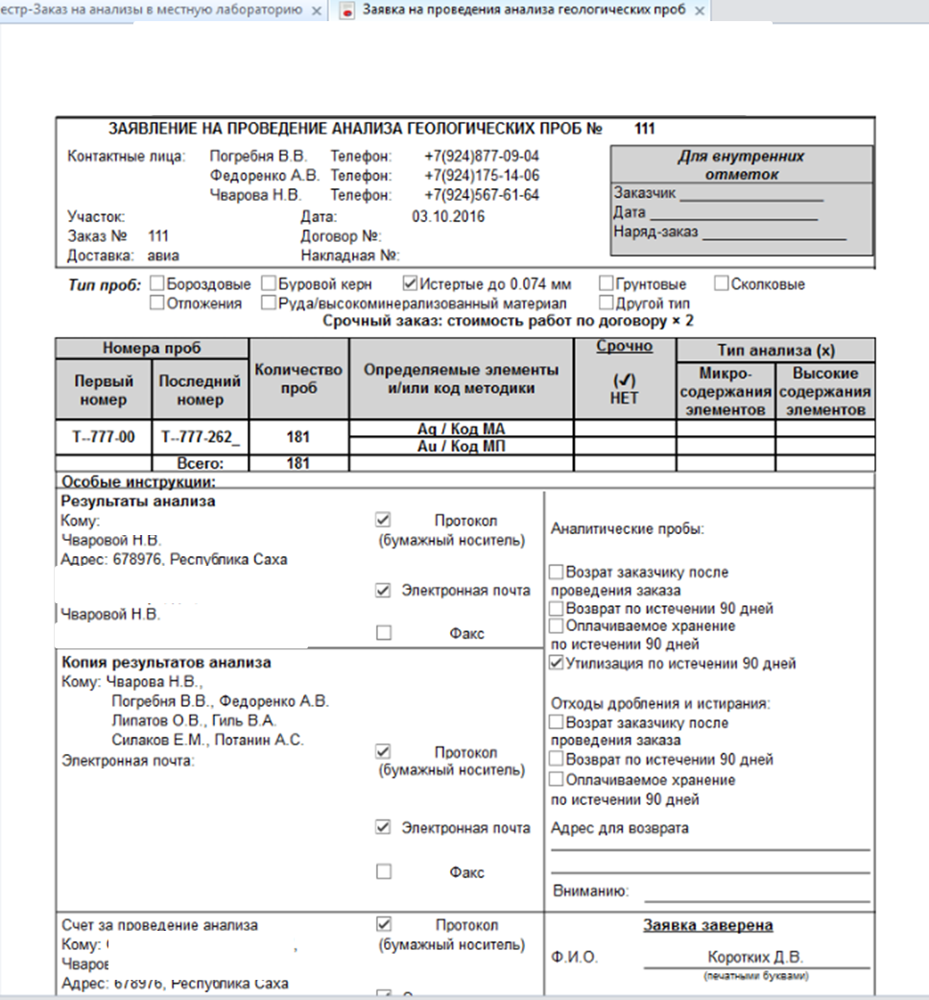 естр-Заказ на анализы в местную лабораторию
Заявка на проведения анализа геологических проб
ЗАЯВЛЕНИЕ НА ПРОВЕДЕНИЕ АНАЛИЗА ГЕОЛОГИЧЕСКИХ ПРОБ № 111
Контактные лица: Погребня В.В. Телефон: +7(924)877-09-04
Федоренко А.В. Телефон: +7(924)175-14-06
Чварова Н.В. Телефон: +7(924)567-61-64
Участок: Дата: 03.10.2016
Заказ № 111 Договор №:
Доставка: авиа Накладная №:
Для внутренних
отметок
Заказчик
Дата
Наряд-заказ
Тип проб: Бороздовые Буровой керн Истертые до 0.074 мм Грунтовые Сколковые
Отложения Руда/высокоминерализованный материал Другой тип
Срочный заказ: стоимость работ по договору × 2
Номера проб
Первый номер
Последний номер
Количество проб
Определяемые элементы и/или код методики
Срочно
(✓)
НЕТ
Тип анализа (х)
Микро-содержания элементов
Высокие содержания элементов
Т--777-00 Т--777-262_ 181 Ag / Код МА
Au / Код МП
Всего: 181
Особые инструкции:
Результаты анализа
Кому:
Чваровой Н.В.
Адрес: 678976, Республика Саха
Чваровой Н.В.
Протокол
(бумажный носитель)
Электронная почта
Факс
Копия результатов анализа
Кому: Чварова Н.В.,
Погребня В.В., Федоренко А.В.
Липатов О.В., Гиль В.А.
Силаков Е.М., Потанин А.С.
Электронная почта:
Протокол
(бумажный носитель)
Электронная почта
Факс
Аналитические пробы:
Возрат заказчику после
проведения заказа
Возврат по истечении 90 дней
Оплачиваемое хранение
по истечении 90 дней
Утилизация по истечении 90 дней
Отходы дробления и истирания:
Возрат заказчику после
проведения заказа
Возврат по истечении 90 дней
Оплачиваемое хранение
по истечении 90 дней
Адрес для возврата
Вниманию:
Счет за проведение анализа
Кому:
Чваров
Адрес: 678976, Республика Саха
Протокол
(бумажный носитель)
Заявка заверена
Ф.И.О. Коротких Д.В.
(печатными буквами)